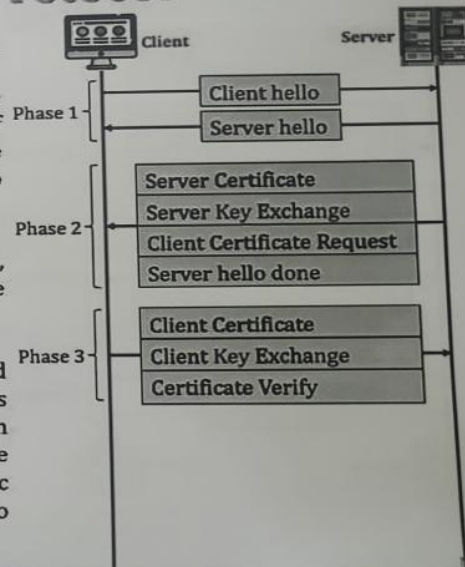 Client
Server
Phase 1
Client hello
Server hello
Phase 2
Server Certificate
Server Key Exchange
Client Certificate Request
Server hello done
Phase 3
Client Certificate
Client Key Exchange
Certificate Verify